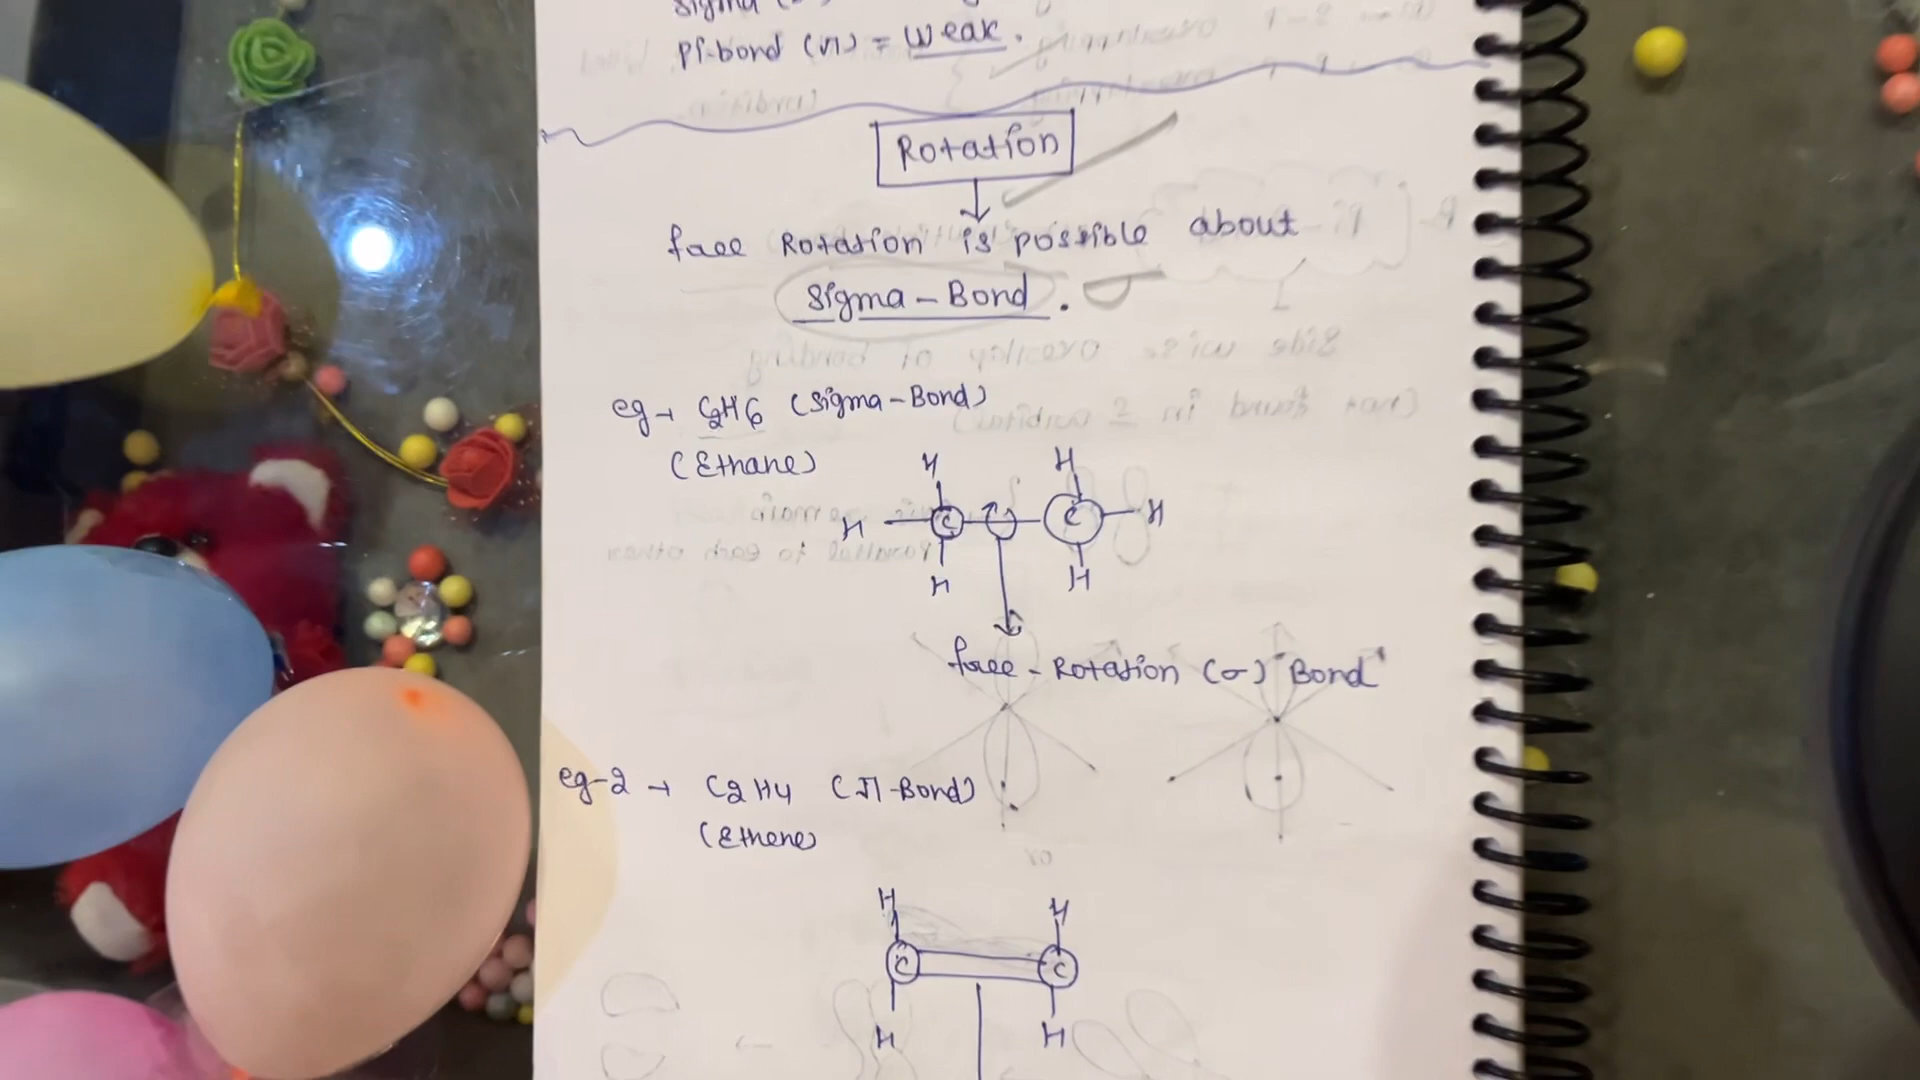 sigma
Pi-bond (π) = weak.
Rotation
free Rotation is possible about
sigma-Bond.
eg → C2H6 (sigma-Bond)
(Ethane)
H H
H C C H
H H
free-Rotation (σ) Bond
eg-2 → C2H4 (π-Bond)
(Ethene)
H H
C C
H H